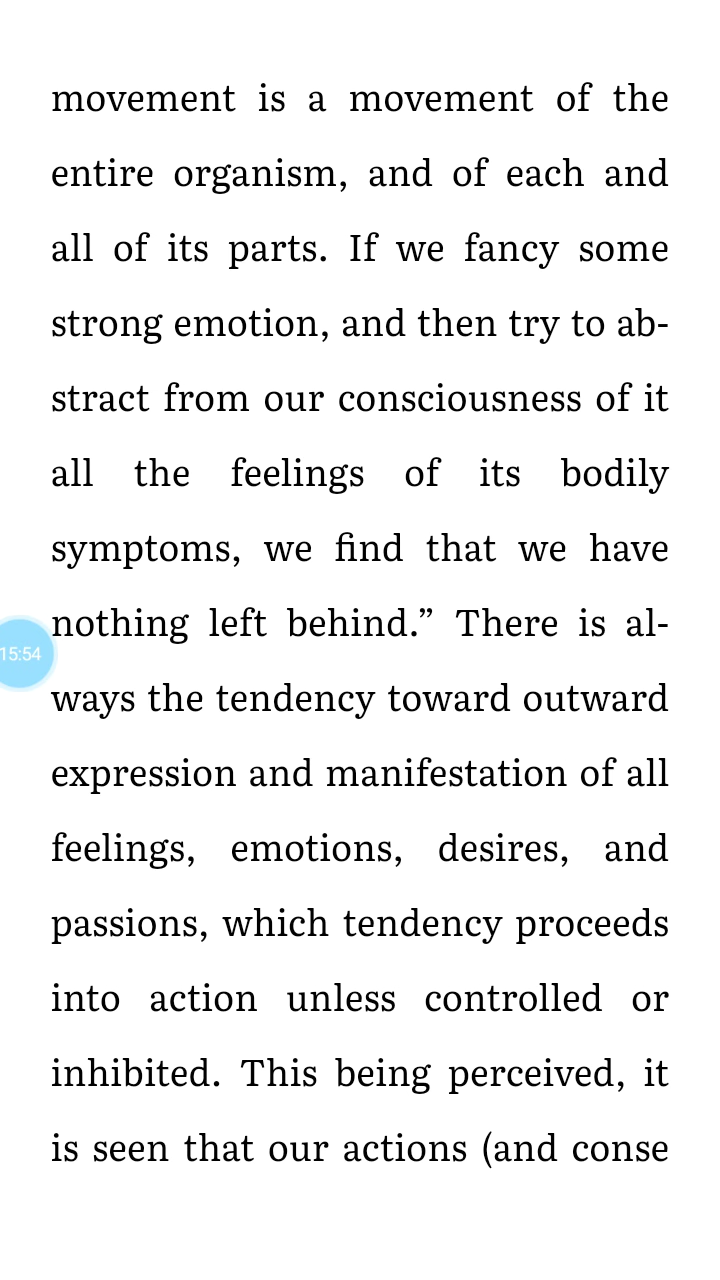 movement is a movement of the
entire organism, and of each and
all of its parts. If we fancy some
strong emotion, and then try to ab-
stract from our consciousness of it
all the feelings of its bodily
symptoms, we find that we have
nothing left behind.” There is al-
15:54
ways the tendency toward outward
expression and manifestation of all
feelings, emotions, desires, and
passions, which tendency proceeds
into action unless controlled or
inhibited. This being perceived, it
is seen that our actions (and conse